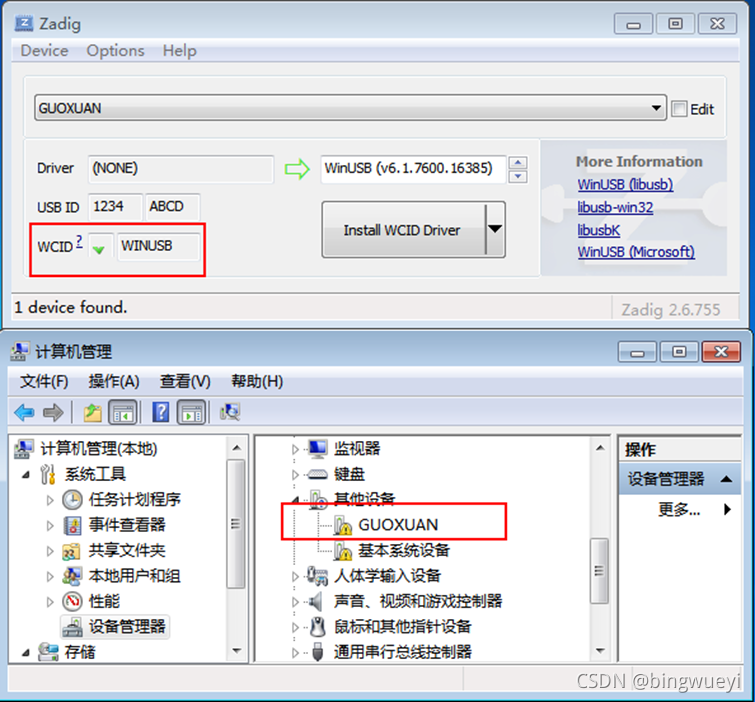 Zadig
Device Options Help
GUOXUAN
Edit
Driver (NONE) WinUSB (v6.1.7600.16385)
USB ID 1234 ABCD
WCID ? WINUSB
Install WCID Driver
More Information
WinUSB (libusb)
libusb-win32
libusbK
WinUSB (Microsoft)
1 device found.
Zadig 2.6.755
计算机管理
文件(F) 操作(A) 查看(V) 帮助(H)
计算机管理(本地)
系统工具
任务计划程序
事件查看器
共享文件夹
本地用户和组
性能
设备管理器
存储
监视器
键盘
其他设备
GUOXUAN
基本系统设备
人体学输入设备
声音、视频和游戏控制器
鼠标和其他指针设备
通用串行总线控制器
操作
设备管理器
更多...
CSDN @bingwueyi